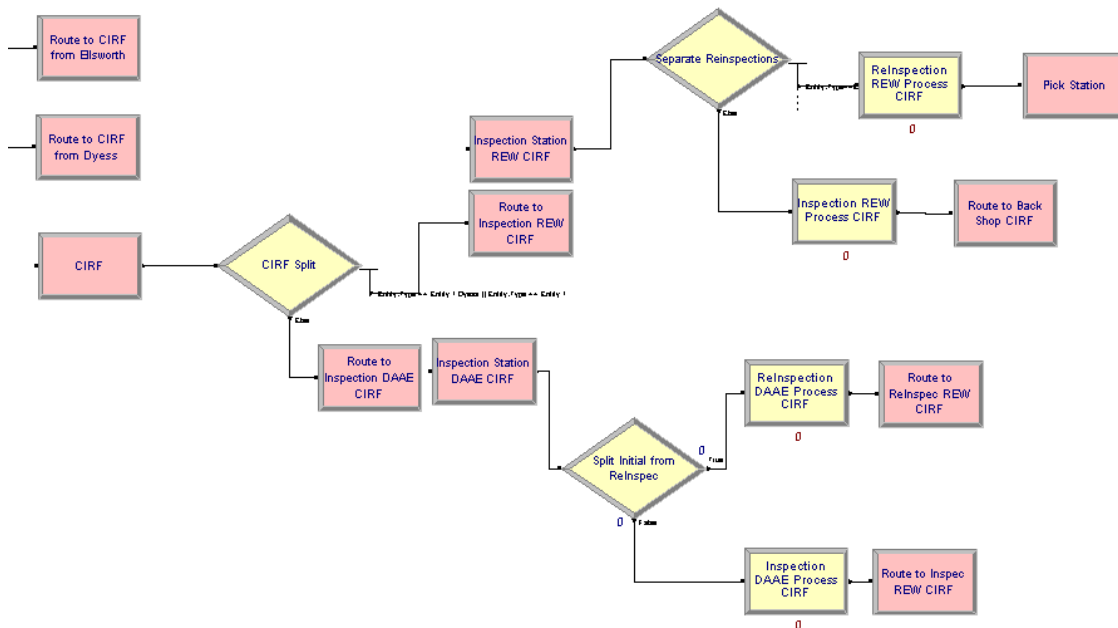 Route to CIRF
from Ellsworth
Route to CIRF
from Dyess
CIRF
CIRF Split
Else
Route to
Inspection REW
CIRF
Inspection Station
REW CIRF
Separate Reinspections
Else
ReInspection
REW Process
CIRF
0
Pick Station
Inspection REW
Process CIRF
0
Route to Back
Shop CIRF
Route to
Inspection DAAE
CIRF
Inspection Station
DAAE CIRF
Split Initial from
ReInspec
0
True
0
False
ReInspection
DAAE Process
CIRF
0
Route to
ReInspec REW
CIRF
Inspection
DAAE Process
CIRF
0
Route to Inspec
REW CIRF